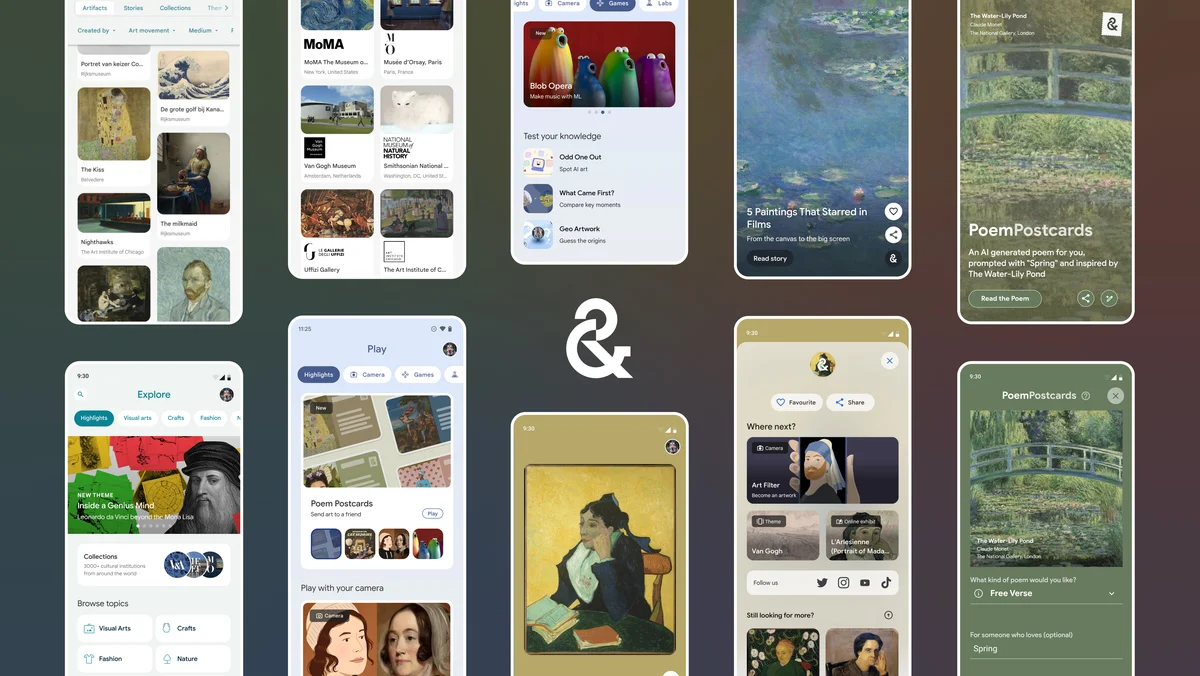 Artifacts Stories Collections
Created by Art movement Medium
Portret van keizer Co...
Rijksmuseum
De grote golf bij Kana...
Rijksmuseum
The Kiss
Belvedere
The milkmaid
Rijksmuseum
Nighthawks
The Art Institute of Chicago
MoMA
MoMA The Museum o...
New York, United States
M'O
Musée d'Orsay, Paris
Paris, France
Van Gogh Museum
Van Gogh Museum
Amsterdam, Netherlands
NATIONAL
MUSEUM of
NATURAL
HISTORY
Smithsonian National ...
Washington, DC, United St...
LE GALLERIE
DEGLI UFFIZI
Uffizi Gallery
The Art Institute of C...
Camera Games Labs
New
Blob Opera
Make music with ML
Test your knowledge
Odd One Out
Spot AI art
What Came First?
Compare key moments
Geo Artwork
Guess the origins
5 Paintings That Starred in
Films
From the canvas to the big screen
Read story
The Water-Lily Pond
Claude Monet
The National Gallery, London
&
PoemPostcards
An AI generated poem for you,
prompted with "Spring" and inspired by
The Water-Lily Pond
Read the Poem
&
9:30
Explore
Highlights Visual arts Crafts Fashion
NEW THEME
Inside a Genius Mind
Leonardo da Vinci beyond the Mona Lisa
Collections
3000+ cultural institutions
from around the world
Browse topics
Visual Arts Crafts
Fashion Nature
11:25
Play
Highlights Camera Games
New
Poem Postcards
Send art to a friend
Play
Play with your camera
Camera
9:30
9:30
Favourite Share
Where next?
Camera
Art Filter
Become an artwork
Theme
Van Gogh
Online exhibit
L'Arlésienne
(Portrait of Mada...
Follow us
Still looking for more?
9:30
PoemPostcards
The Water-Lily Pond
Claude Monet
The National Gallery, London
What kind of poem would you like?
Free Verse
For someone who loves (optional)
Spring